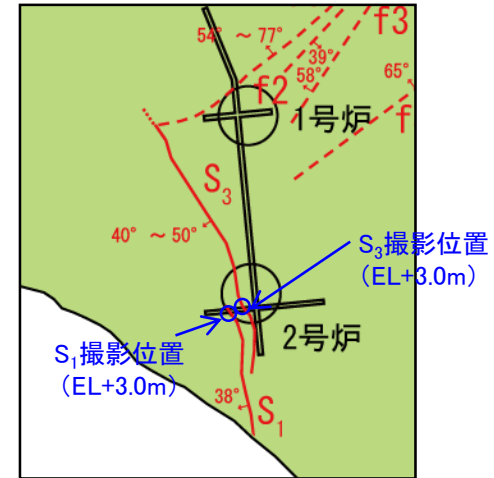 54° ～ 77°
f3
39°
58°
65°
f2
1号炉
f
S3
40° ～ 50°
S3撮影位置
（EL+3.0m）
2号炉
S1撮影位置
（EL+3.0m）
38°
S1